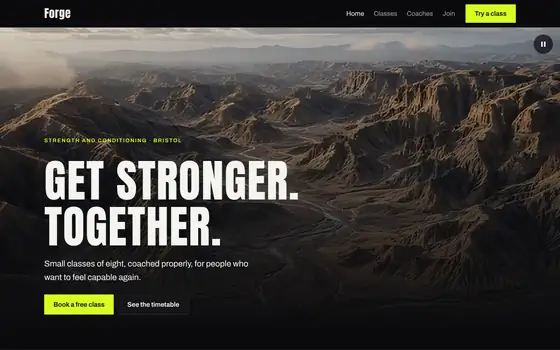 Forge
Home Classes Coaches Join Try a class
STRENGTH AND CONDITIONING · BRISTOL
GET STRONGER.
TOGETHER.
Small classes of eight, coached properly, for people who
want to feel capable again.
Book a free class See the timetable